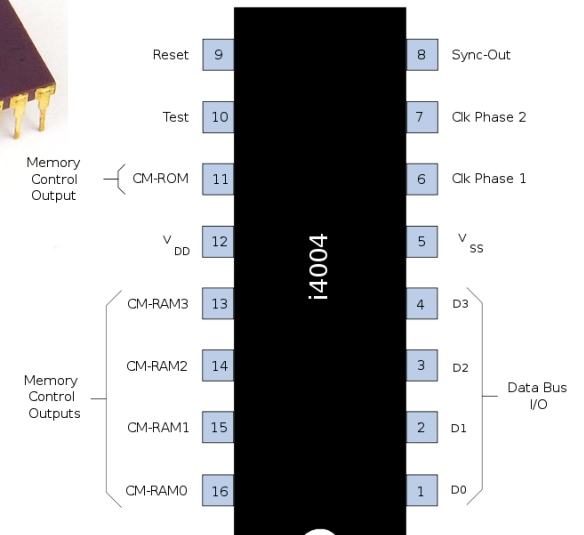 Reset 9
8 Sync-Out
Test 10
7 Clk Phase 2
Memory
Control
Output
CM-ROM 11
6 Clk Phase 1
V DD 12
5 V SS
i4004
CM-RAM3 13
4 D3
CM-RAM2 14
3 D2
Memory
Control
Outputs
Data Bus
I/O
CM-RAM1 15
2 D1
CM-RAM0 16
1 D0